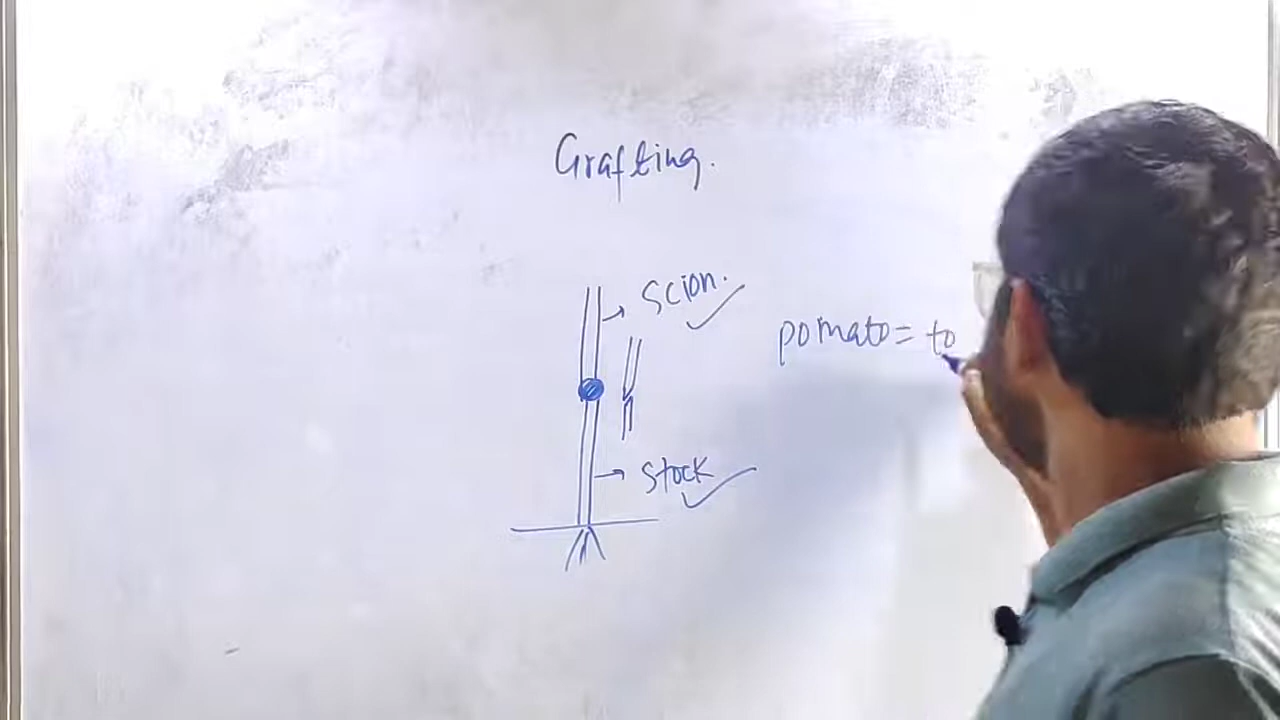 Grafting.
scion.
pomato = to
stock